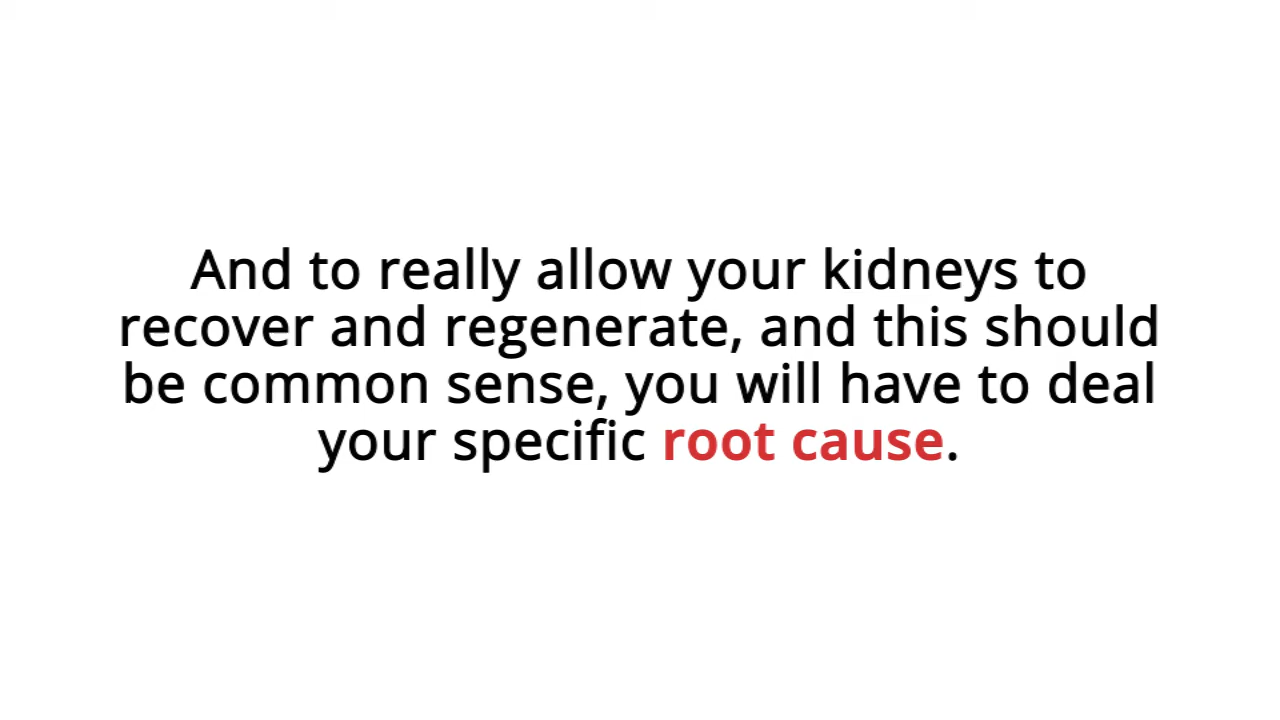 And to really allow your kidneys to
recover and regenerate, and this should
be common sense, you will have to deal
your specific root cause.